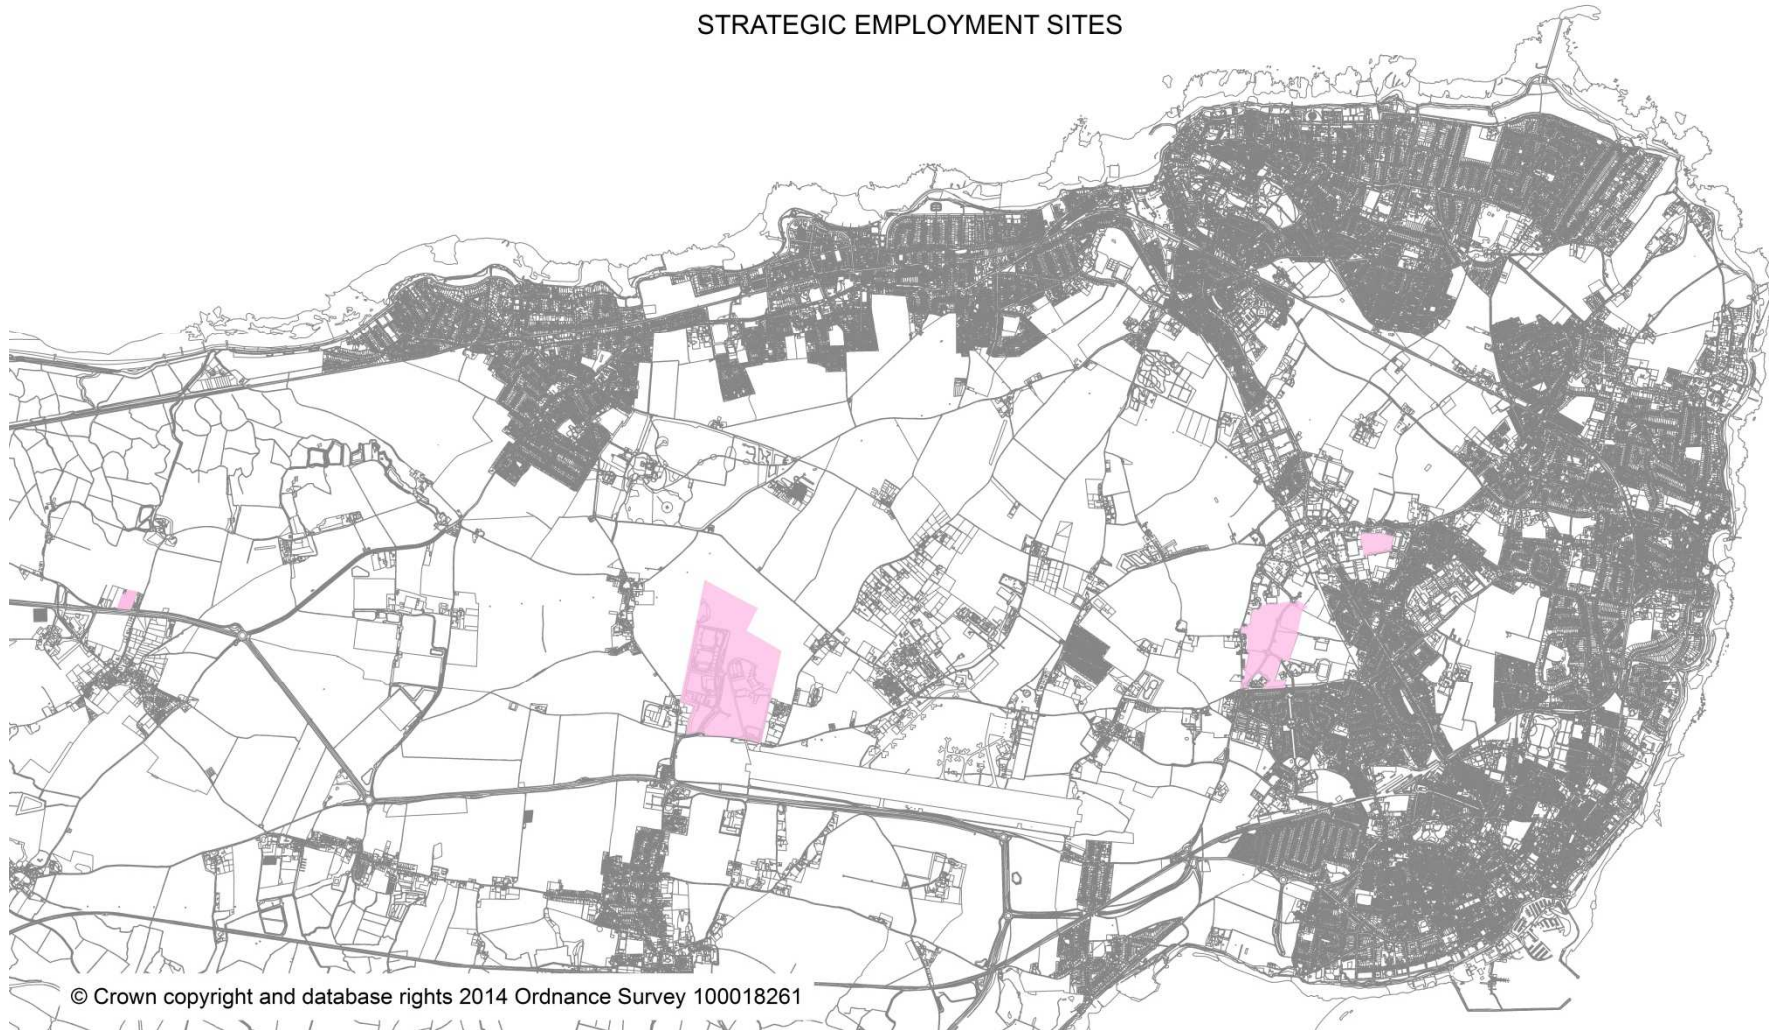 STRATEGIC EMPLOYMENT SITES
© Crown copyright and database rights 2014 Ordnance Survey 100018261